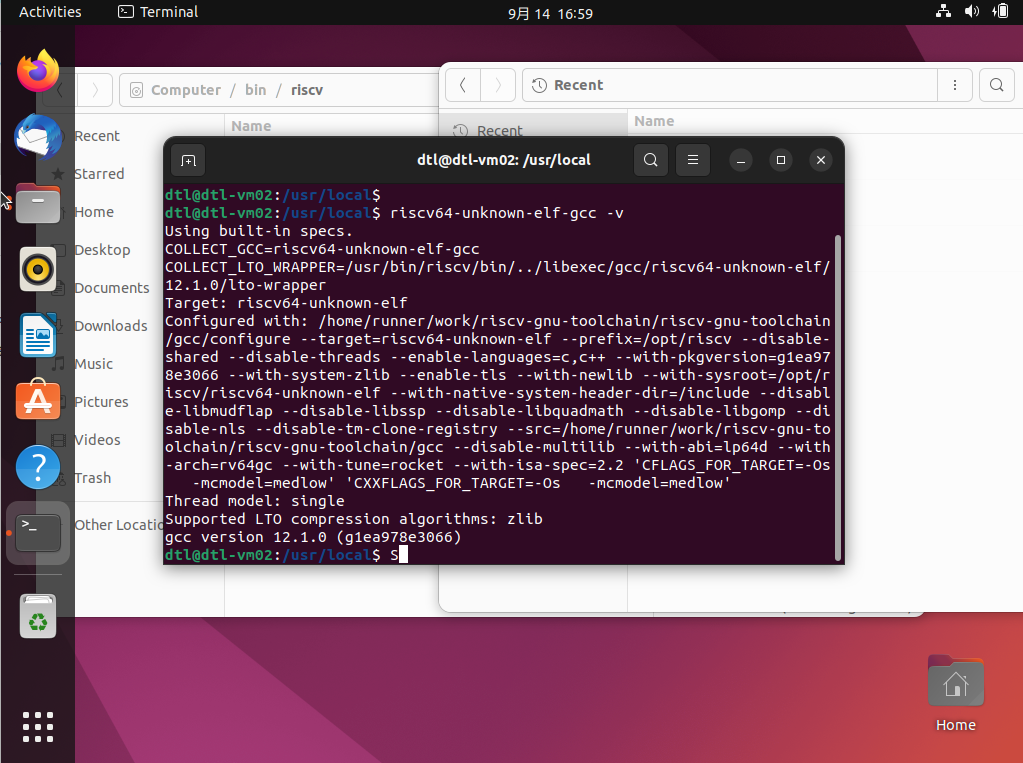 Activities
Terminal
9月 14 16:59
Computer / bin / riscv
Recent
Name
Name
Recent
Recent
Starred
Home
Desktop
Documents
Downloads
Music
Pictures
Videos
Trash
Other Locatio
dtl@dtl-vm02: /usr/local
dtl@dtl-vm02:/usr/local$
dtl@dtl-vm02:/usr/local$ riscv64-unknown-elf-gcc -v
Using built-in specs.
COLLECT_GCC=riscv64-unknown-elf-gcc
COLLECT_LTO_WRAPPER=/usr/bin/riscv/bin/../libexec/gcc/riscv64-unknown-elf/
12.1.0/lto-wrapper
Target: riscv64-unknown-elf
Configured with: /home/runner/work/riscv-gnu-toolchain/riscv-gnu-toolchain
/gcc/configure --target=riscv64-unknown-elf --prefix=/opt/riscv --disable-
shared --disable-threads --enable-languages=c,c++ --with-pkgversion=g1ea97
8e3066 --with-system-zlib --enable-tls --with-newlib --with-sysroot=/opt/r
iscv/riscv64-unknown-elf --with-native-system-header-dir=/include --disabl
e-libmudflap --disable-libssp --disable-libquadmath --disable-libgomp --di
sable-nls --disable-tm-clone-registry --src=/home/runner/work/riscv-gnu-to
olchain/riscv-gnu-toolchain/gcc --disable-multilib --with-abi=lp64d --with
-arch=rv64gc --with-tune=rocket --with-isa-spec=2.2 'CFLAGS_FOR_TARGET=-Os
   -mcmodel=medlow' 'CXXFLAGS_FOR_TARGET=-Os   -mcmodel=medlow'
Thread model: single
Supported LTO compression algorithms: zlib
gcc version 12.1.0 (g1ea978e3066)
dtl@dtl-vm02:/usr/local$ S
Home